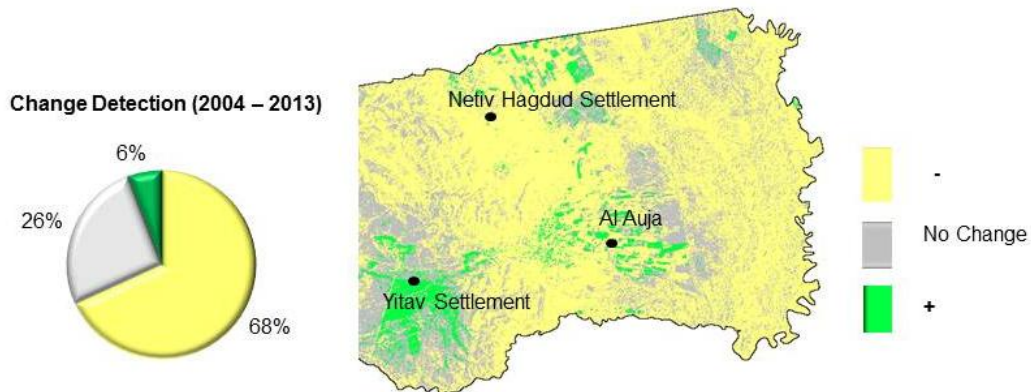 Change Detection (2004 – 2013)
6%
26%
68%
Netiv Hagdud Settlement
Al Auja
Yitav Settlement
-
No Change
+